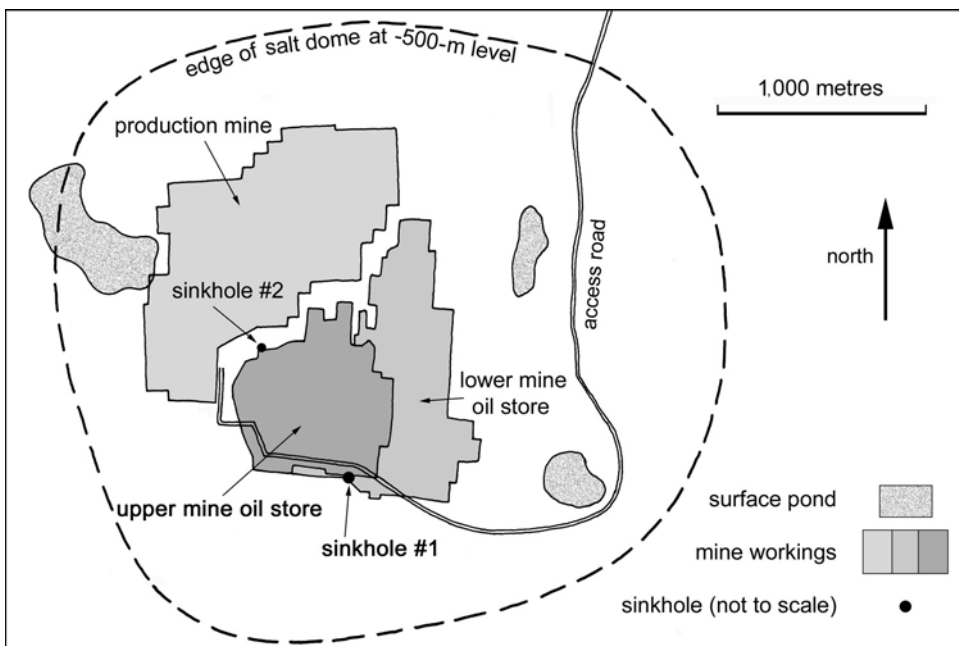 edge of salt dome at -500-m level
1,000 metres
production mine
north
access road
sinkhole #2
lower mine
oil store
upper mine oil store
sinkhole #1
surface pond
mine workings
sinkhole (not to scale)